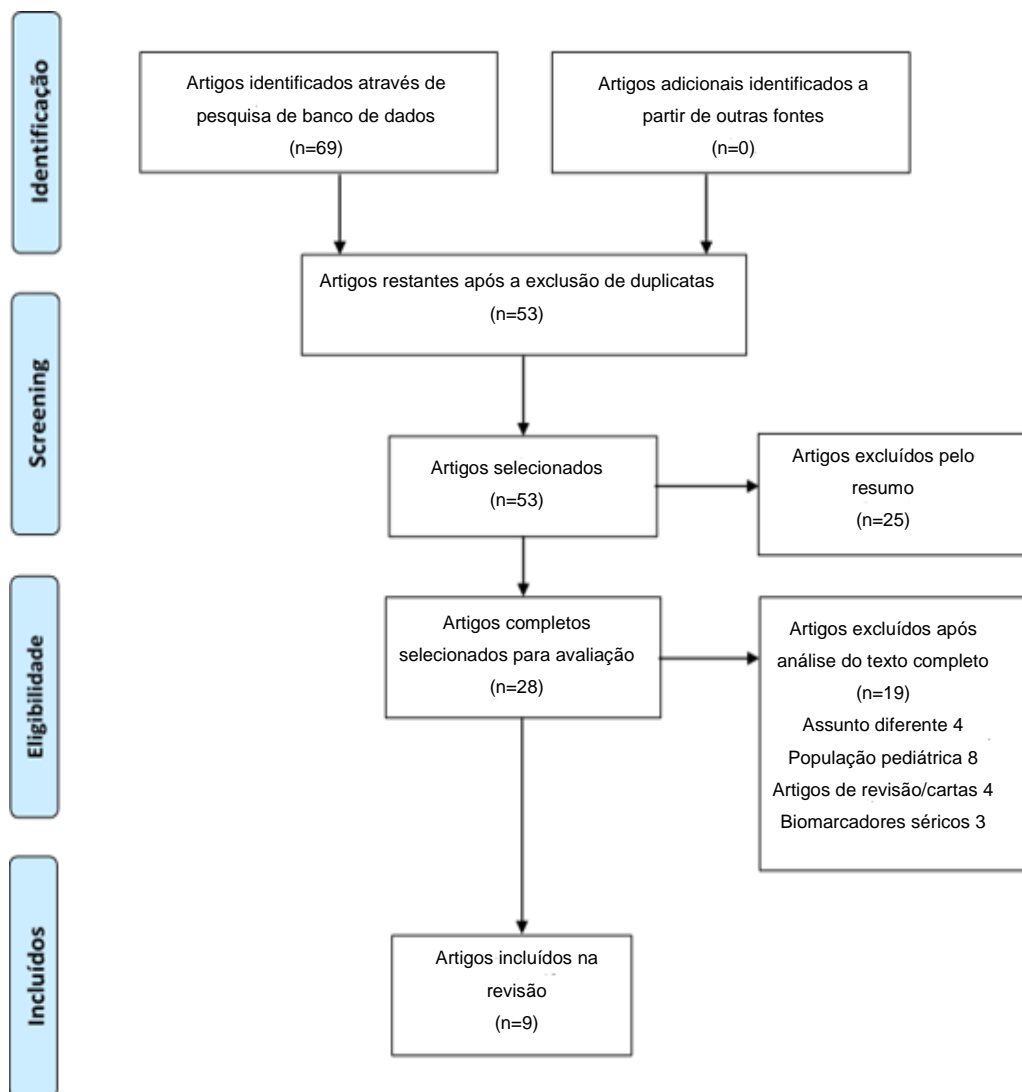 Identificação
Artigos identificados através de
pesquisa de banco de dados
(n=69)
Artigos adicionais identificados a
partir de outras fontes
(n=0)
Screening
Artigos restantes após a exclusão de duplicatas
(n=53)
Artigos selecionados
(n=53)
Artigos excluídos pelo
resumo
(n=25)
Eligibilidade
Artigos completos
selecionados para avaliação
(n=28)
Artigos excluídos após
análise do texto completo
(n=19)
Assunto diferente 4
População pediátrica 8
Artigos de revisão/cartas 4
Biomarcadores séricos 3
Incluídos
Artigos incluídos na
revisão
(n=9)